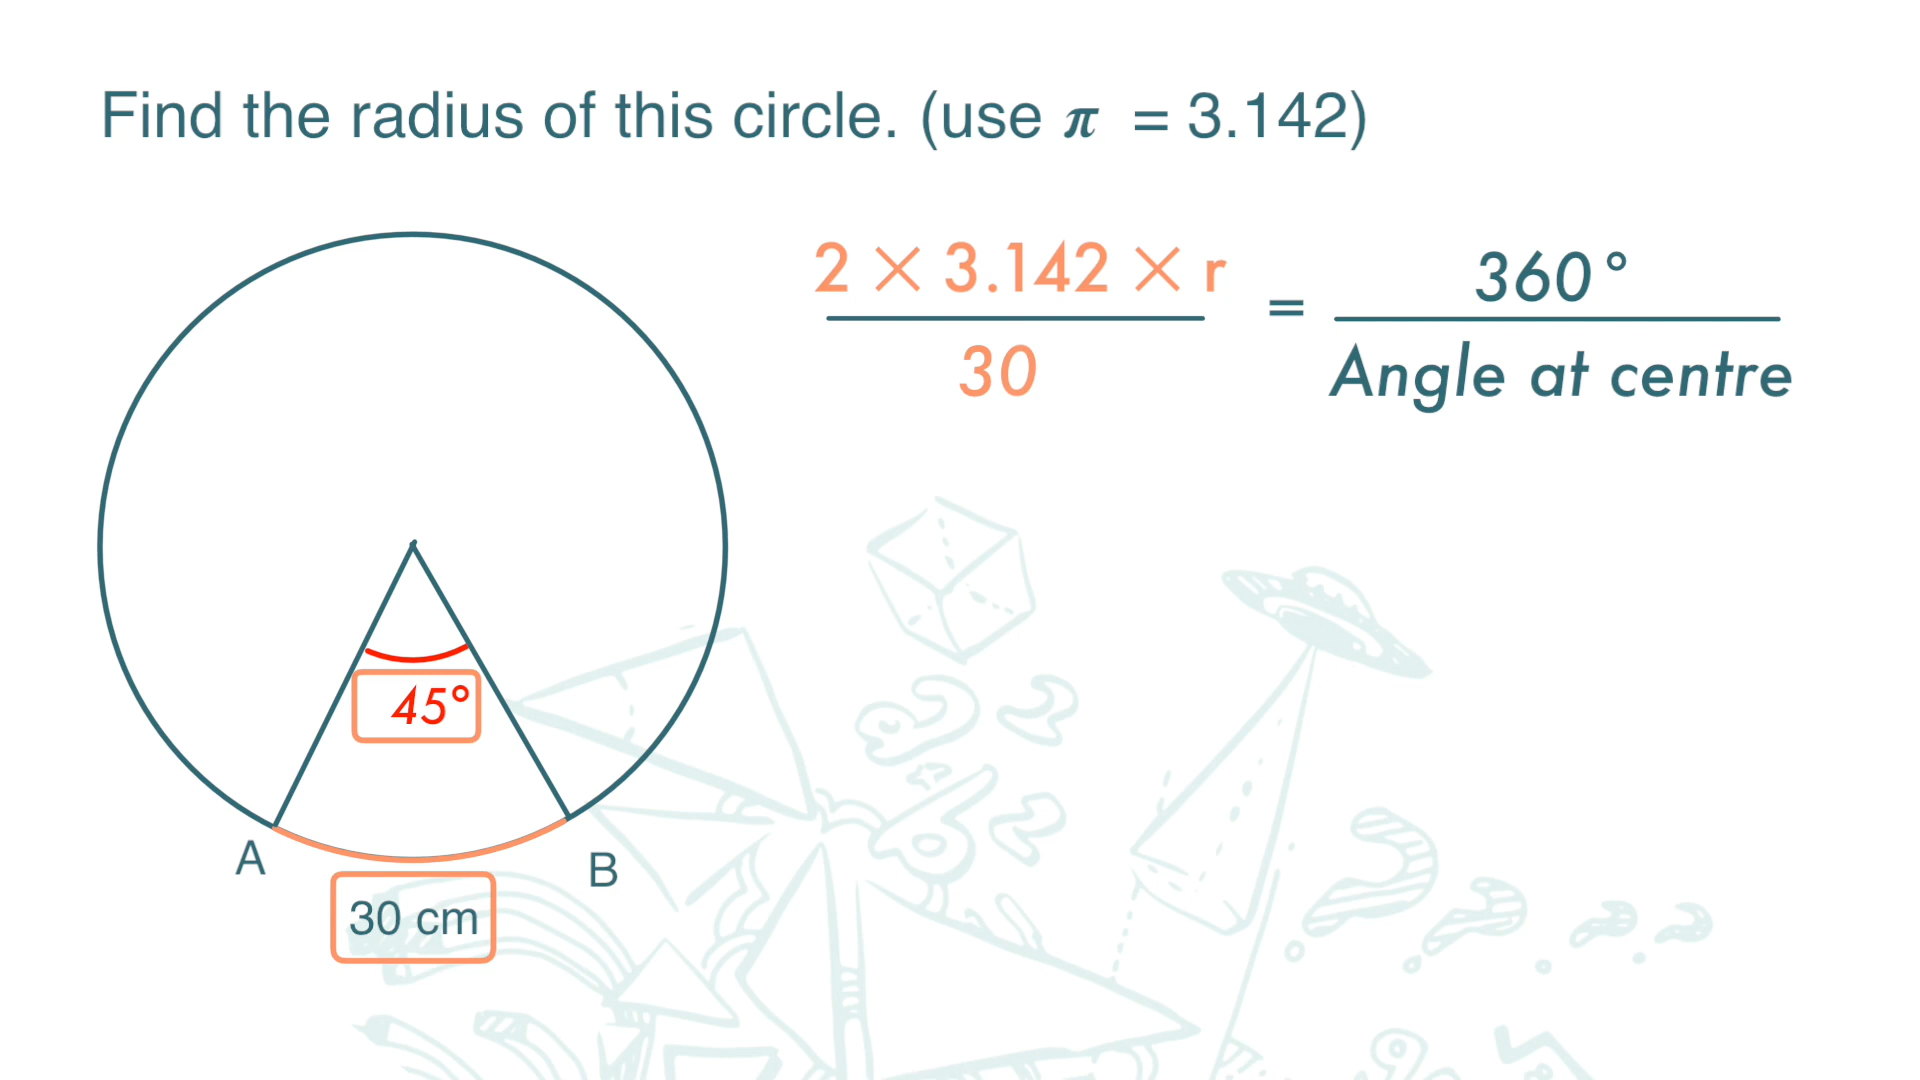 Find the radius of this circle. (use π = 3.142)
2 × 3.142 × r
30
=
360°
Angle at centre
45°
A
B
30 cm